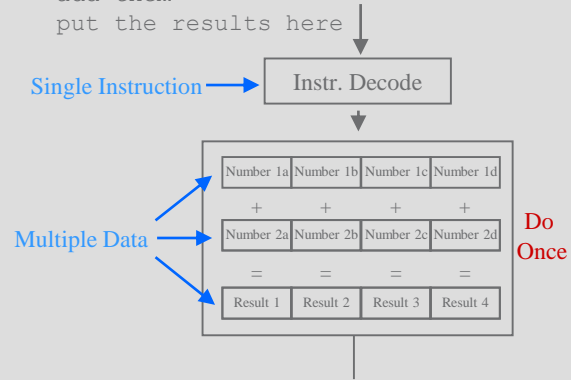 put the results here
Single Instruction
Instr. Decode
Number 1a Number 1b Number 1c Number 1d
+ + + +
Multiple Data
Number 2a Number 2b Number 2c Number 2d
Do
Once
= = = =
Result 1 Result 2 Result 3 Result 4